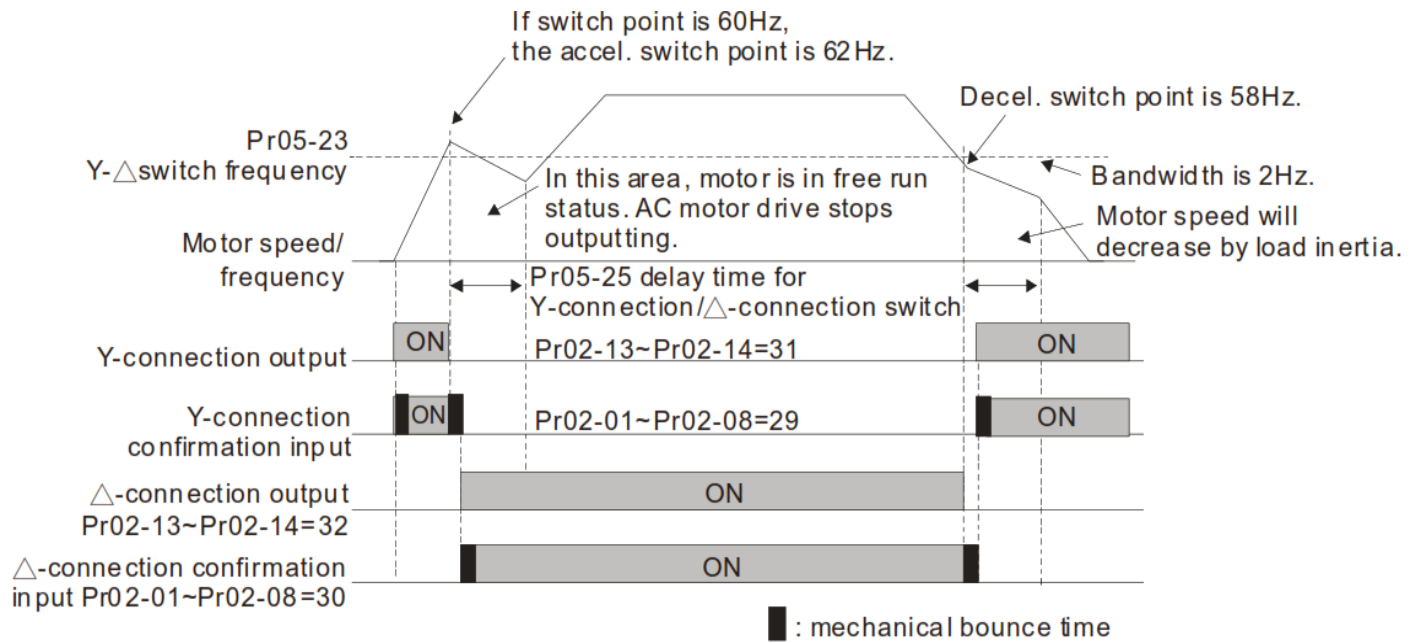 If switch point is 60Hz,
the accel. switch point is 62Hz.
Decel. switch point is 58Hz.
Pr05-23
Y-△switch frequency
In this area, motor is in free run
status. AC motor drive stops
outputting.
Bandwidth is 2Hz.
Motor speed will
decrease by load inertia.
Motor speed/
frequency
Pr05-25 delay time for
Y-connection/△-connection switch
Y-connection output
ON
Pr02-13~Pr02-14=31
ON
Y-connection
confirmation input
ON
Pr02-01~Pr02-08=29
ON
△-connection output
Pr02-13~Pr02-14=32
ON
△-connection confirmation
input Pr02-01~Pr02-08=30
ON
: mechanical bounce time